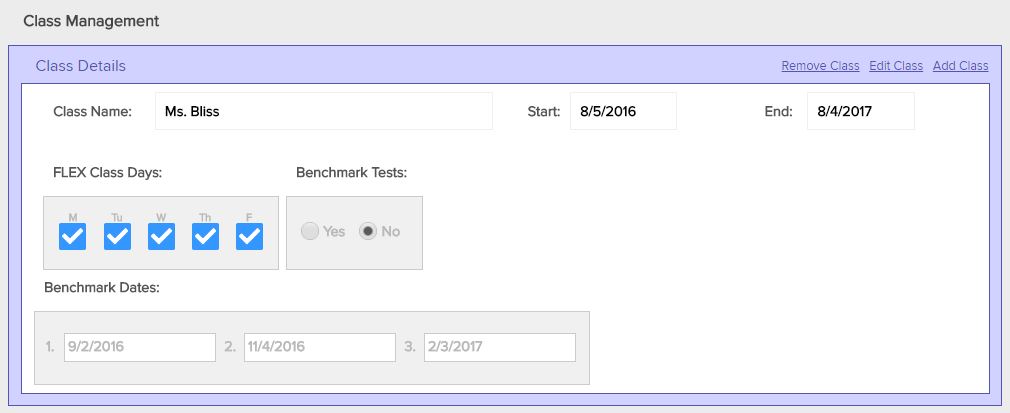 Class Management
Class Details Remove Class Edit Class Add Class
Class Name: Ms. Bliss Start: 8/5/2016 End: 8/4/2017
FLEX Class Days: Benchmark Tests:
M Tu W Th F
Yes No
Benchmark Dates:
1. 9/2/2016 2. 11/4/2016 3. 2/3/2017